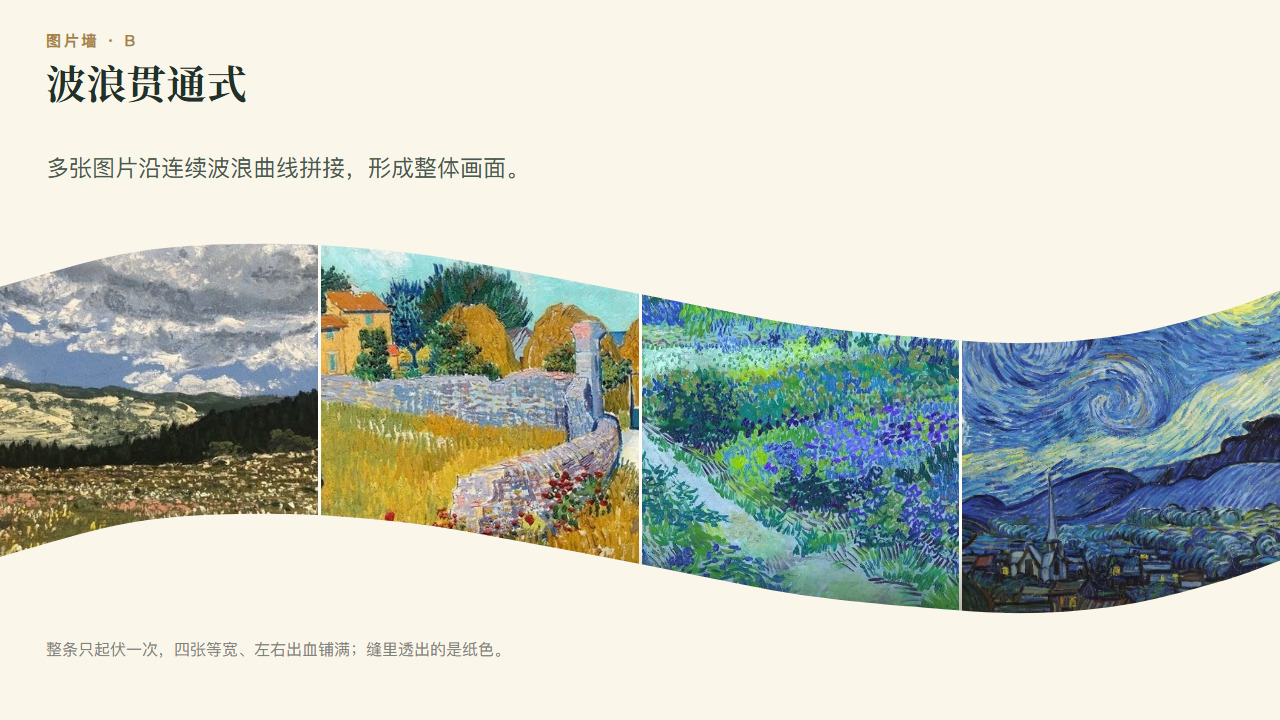 图片墙 · B
波浪贯通式
多张图片沿连续波浪曲线拼接，形成整体画面。
整条只起伏一次，四张等宽、左右出血铺满；缝里透出的是纸色。